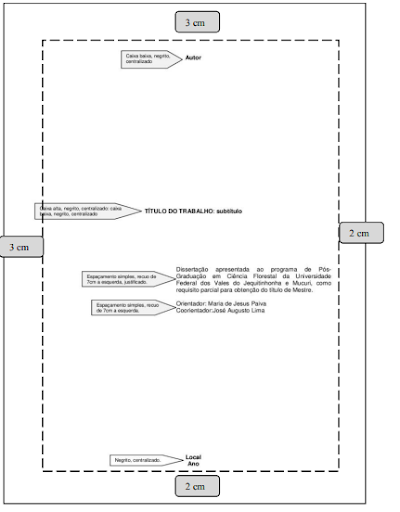 3 cm
Caixa baixa, negrito,
centralizado
Autor
Caixa alta, negrito, centralizado: caixa
baixa, negrito, centralizado
TÍTULO DO TRABALHO: subtítulo
2 cm
3 cm
Dissertação apresentada ao programa de Pós-
Graduação em Ciência Florestal da Universidade
Federal dos Vales do Jequitinhonha e Mucuri, como
requisito parcial para obtenção do título de Mestre.
Espaçamento simples, recuo de
7cm à esquerda, justificado.
Espaçamento simples, recuo
de 7cm a esquerda.
Orientador: Maria de Jesus Paiva
Coorientador:José Augusto Lima
Negrito, centralizado.
Local
Ano
2 cm